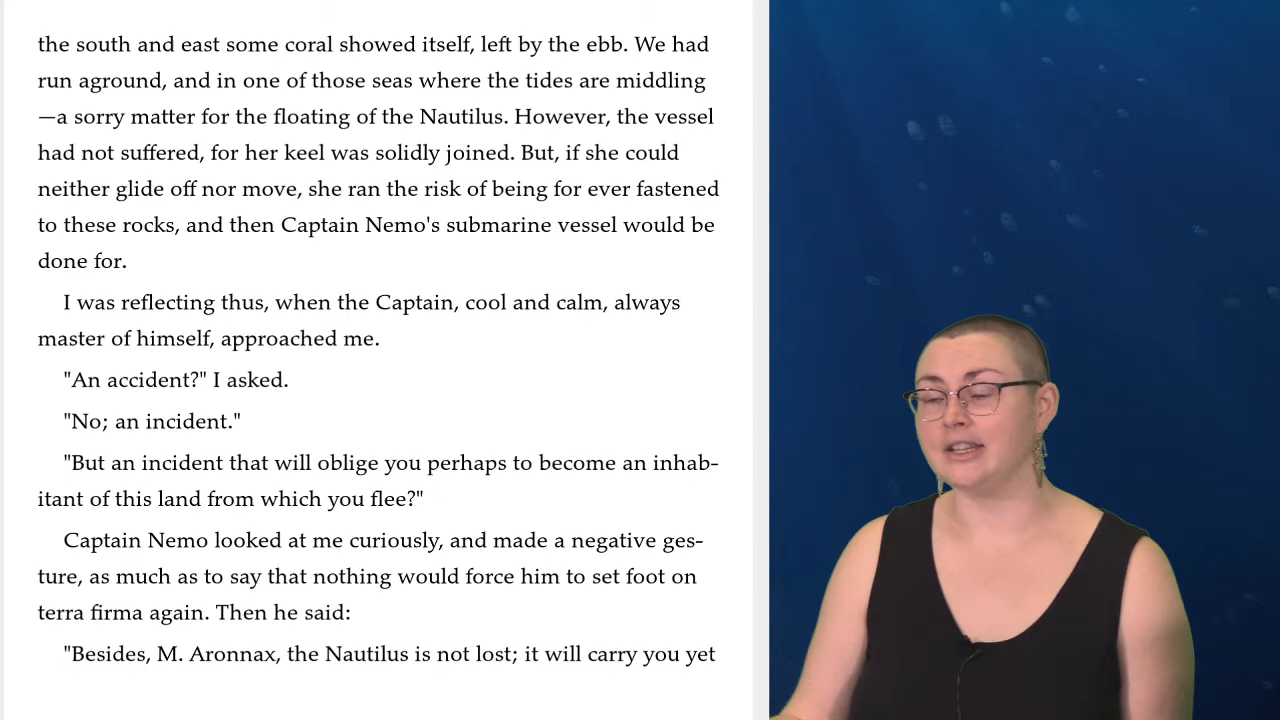 the south and east some coral showed itself, left by the ebb. We had
run aground, and in one of those seas where the tides are middling
—a sorry matter for the floating of the Nautilus. However, the vessel
had not suffered, for her keel was solidly joined. But, if she could
neither glide off nor move, she ran the risk of being for ever fastened
to these rocks, and then Captain Nemo's submarine vessel would be
done for.
I was reflecting thus, when the Captain, cool and calm, always
master of himself, approached me.
"An accident?" I asked.
"No; an incident."
"But an incident that will oblige you perhaps to become an inhab-
itant of this land from which you flee?"
Captain Nemo looked at me curiously, and made a negative ges-
ture, as much as to say that nothing would force him to set foot on
terra firma again. Then he said:
"Besides, M. Aronnax, the Nautilus is not lost; it will carry you yet